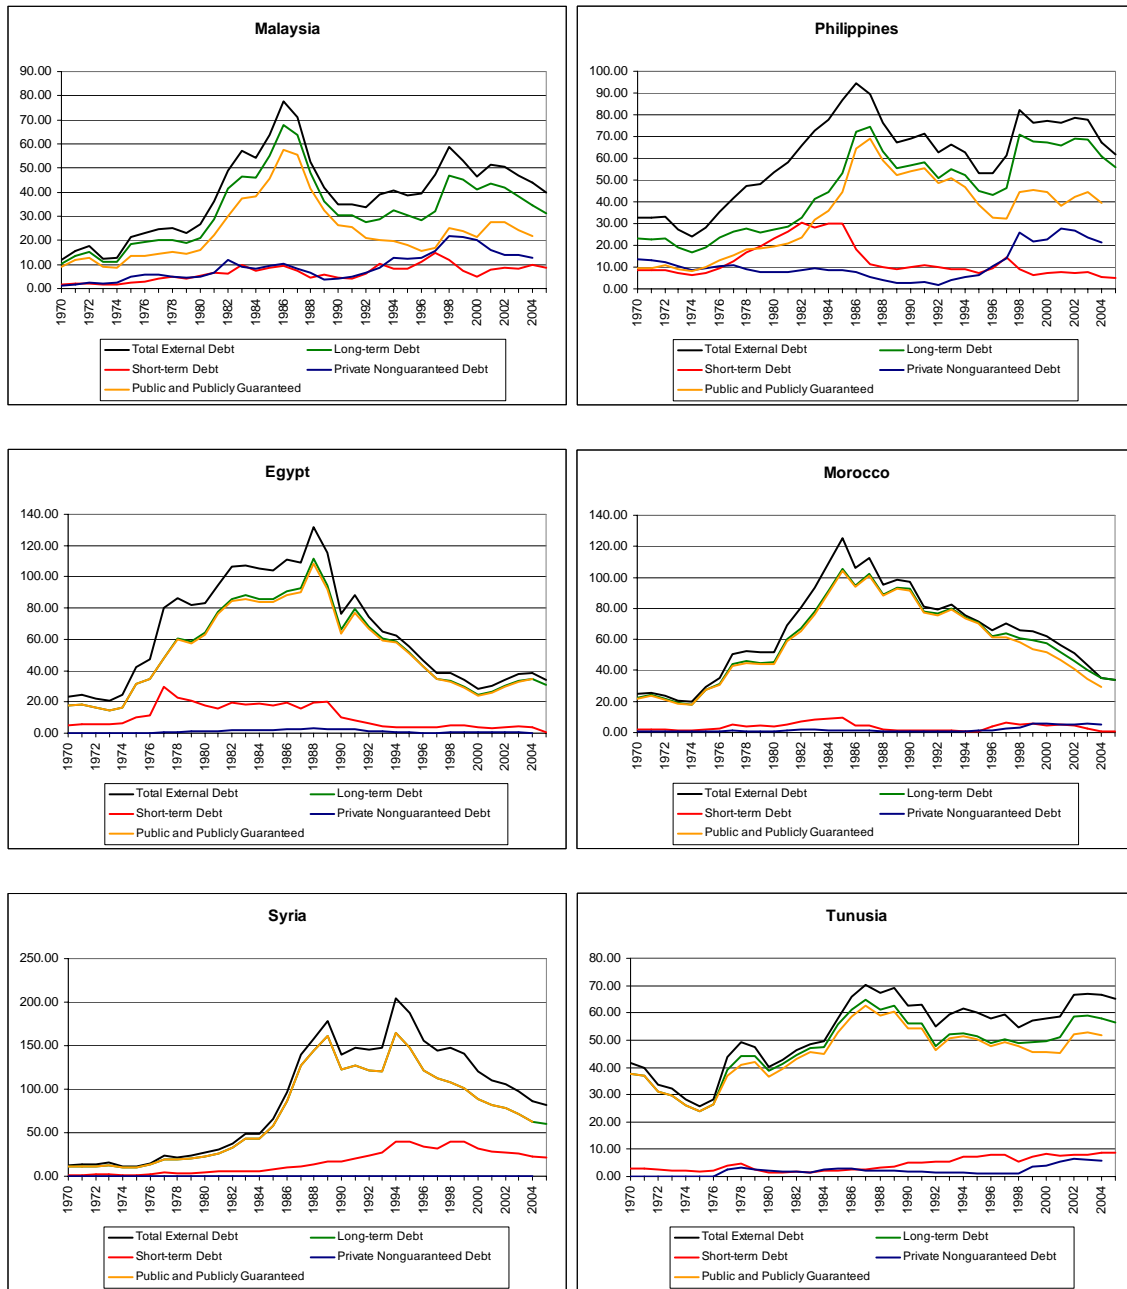 Malaysia
90.00
80.00
70.00
60.00
50.00
40.00
30.00
20.00
10.00
0.00
1970 1972 1974 1976 1978 1980 1982 1984 1986 1988 1990 1992 1994 1996 1998 2000 2002 2004
Total External Debt Long-term Debt
Short-term Debt Private Nonguaranteed Debt
Public and Publicly Guaranteed
Philippines
100.00
90.00
80.00
70.00
60.00
50.00
40.00
30.00
20.00
10.00
0.00
1970 1972 1974 1976 1978 1980 1982 1984 1986 1988 1990 1992 1994 1996 1998 2000 2002 2004
Total External Debt Long-term Debt
Short-term Debt Private Nonguaranteed Debt
Public and Publicly Guaranteed
Egypt
140.00
120.00
100.00
80.00
60.00
40.00
20.00
0.00
1970 1972 1974 1976 1978 1980 1982 1984 1986 1988 1990 1992 1994 1996 1998 2000 2002 2004
Total External Debt Long-term Debt
Short-term Debt Private Nonguaranteed Debt
Public and Publicly Guaranteed
Morocco
140.00
120.00
100.00
80.00
60.00
40.00
20.00
0.00
1970 1972 1974 1976 1978 1980 1982 1984 1986 1988 1990 1992 1994 1996 1998 2000 2002 2004
Total External Debt Long-term Debt
Short-term Debt Private Nonguaranteed Debt
Public and Publicly Guaranteed
Syria
250.00
200.00
150.00
100.00
50.00
0.00
1970 1972 1974 1976 1978 1980 1982 1984 1986 1988 1990 1992 1994 1996 1998 2000 2002 2004
Total External Debt Long-term Debt
Short-term Debt Private Nonguaranteed Debt
Public and Publicly Guaranteed
Tunusia
80.00
70.00
60.00
50.00
40.00
30.00
20.00
10.00
0.00
1970 1972 1974 1976 1978 1980 1982 1984 1986 1988 1990 1992 1994 1996 1998 2000 2002 2004
Total External Debt Long-term Debt
Short-term Debt Private Nonguaranteed Debt
Public and Publicly Guaranteed